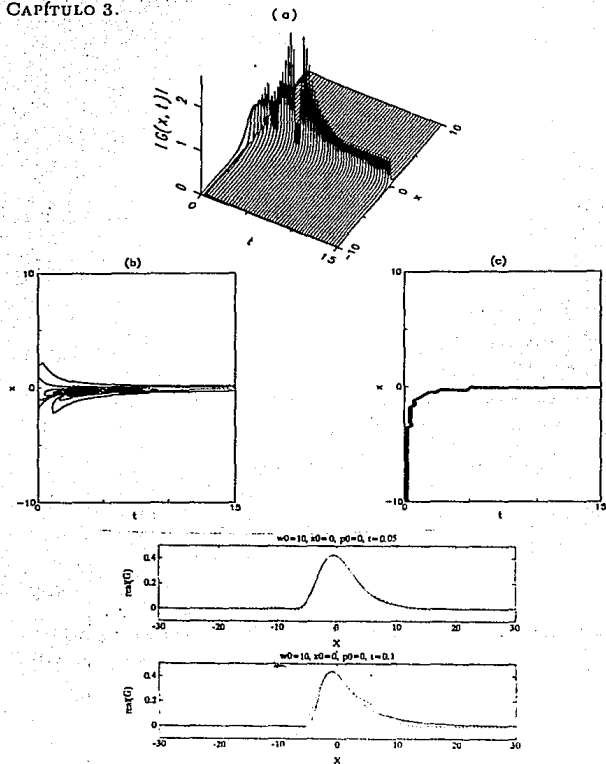 CAPÍTULO 3.
(a)
|G(x, t)|
2
1
0
0
t
15
-10
0
x
10
(b)
10
x
0
-10
0
t
15
(c)
10
x
0
-10
0
t
15
w0=10, x0=0, p0=0, t=0.05
real(G)
0.4
0.2
0
-30 -20 -10 0 10 20 30
X
w0=10, x0=0, p0=0, t=0.1
real(G)
0.4
0.2
0
-30 -20 -10 0 10 20 30
X